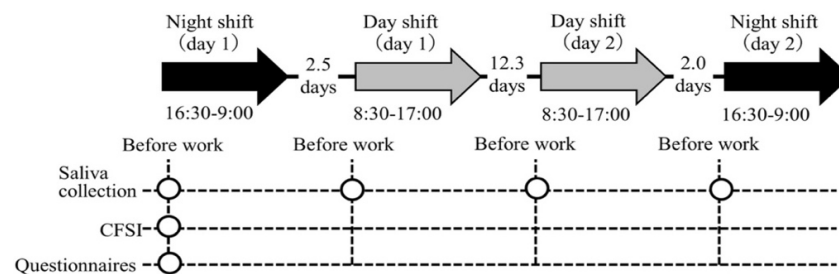 Night shift
(day 1)
Day shift
(day 1)
Day shift
(day 2)
Night shift
(day 2)
2.5
days
12.3
days
2.0
days
16:30-9:00
8:30-17:00
8:30-17:00
16:30-9:00
Before work
Before work
Before work
Before work
Saliva
collection
CFSI
Questionnaires